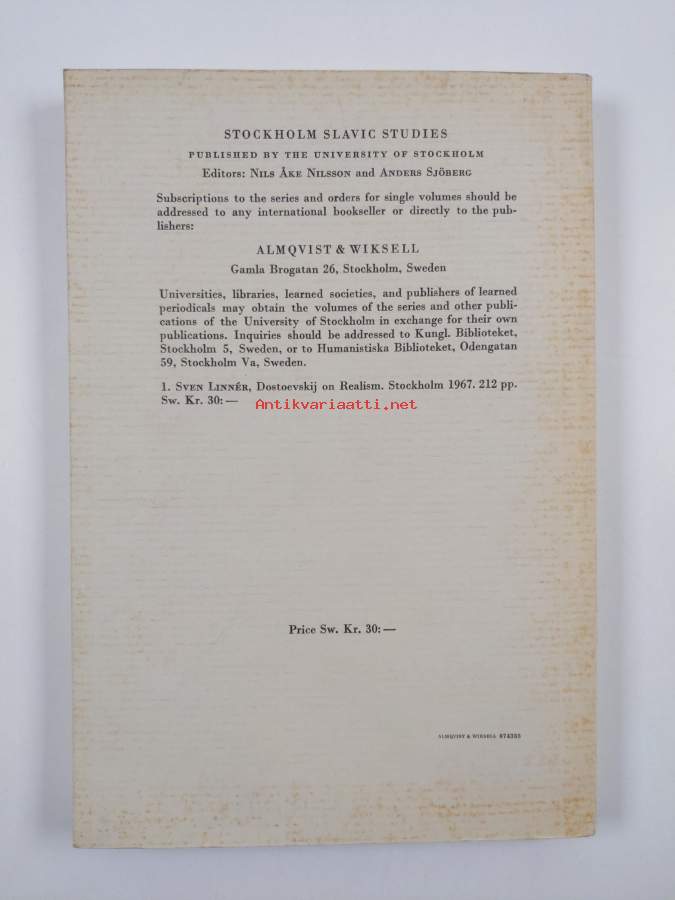 STOCKHOLM SLAVIC STUDIES
PUBLISHED BY THE UNIVERSITY OF STOCKHOLM
Editors: NILS ÅKE NILSSON and ANDERS SJÖBERG
Subscriptions to the series and orders for single volumes should be
addressed to any international bookseller or directly to the pub-
lishers:
ALMQVIST & WIKSELL
Gamla Brogatan 26, Stockholm, Sweden
Universities, libraries, learned societies, and publishers of learned
periodicals may obtain the volumes of the series and other publi-
cations of the University of Stockholm in exchange for their own
publications. Inquiries should be addressed to Kungl. Biblioteket,
Stockholm 5, Sweden, or to Humanistiska Biblioteket, Odengatan
59, Stockholm Va, Sweden.
1. SVEN LINNÉR, Dostoevskij on Realism. Stockholm 1967. 212 pp.
Sw. Kr. 30:—
Antikvariaatti.net
Price Sw. Kr. 30:—
ALMQVIST & WIKSELL